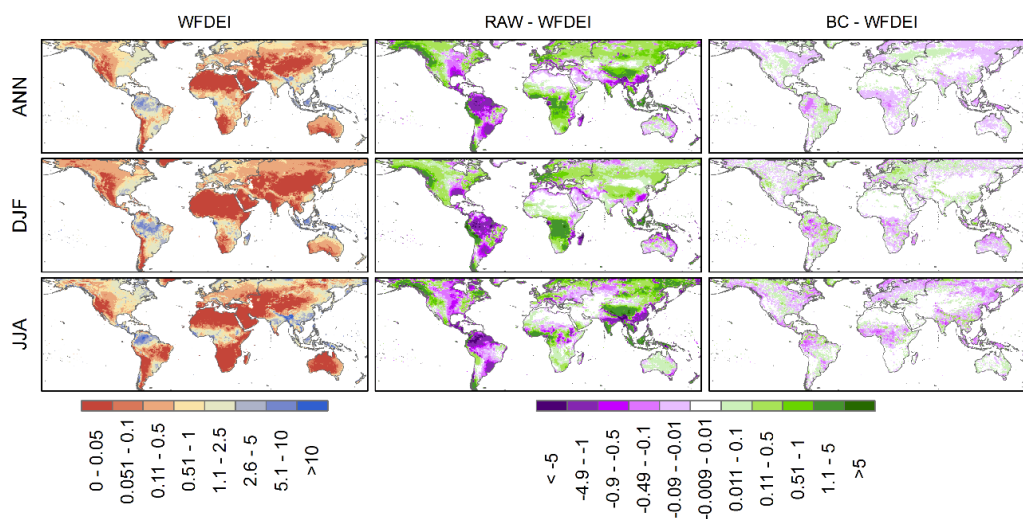 WFDEI
RAW - WFDEI
BC - WFDEI
ANN
DJF
JJA
0 - 0.05
0.051 - 0.1
0.11 - 0.5
0.51 - 1
1.1 - 2.5
2.6 - 5
5.1 - 10
>10
< -5
-4.9 - -1
-0.9 - -0.5
-0.49 - -0.1
-0.09 - -0.01
-0.009 - 0.01
0.011 - 0.1
0.11 - 0.5
0.51 - 1
1.1 - 5
>5